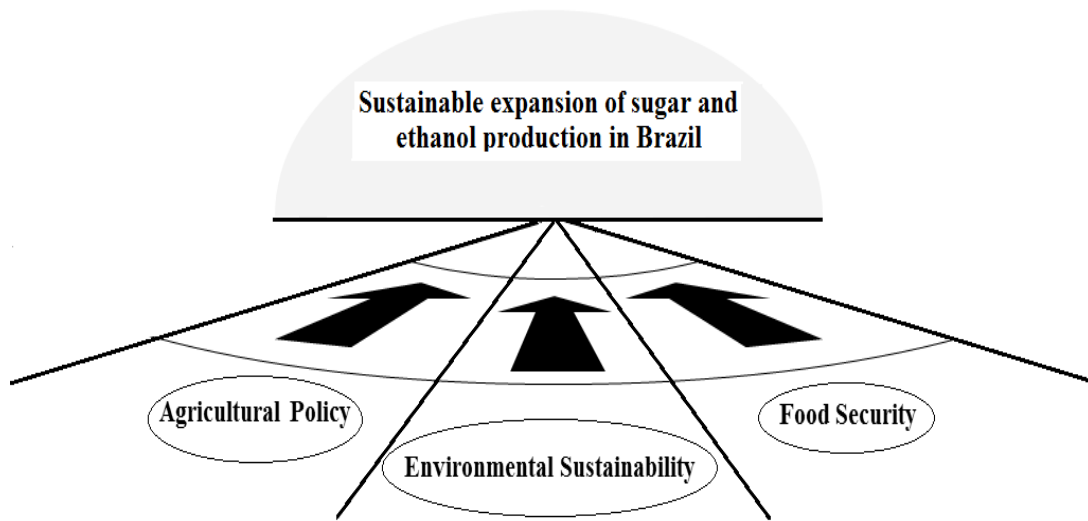 Sustainable expansion of sugar and
ethanol production in Brazil
Agricultural Policy
Food Security
Environmental Sustainability